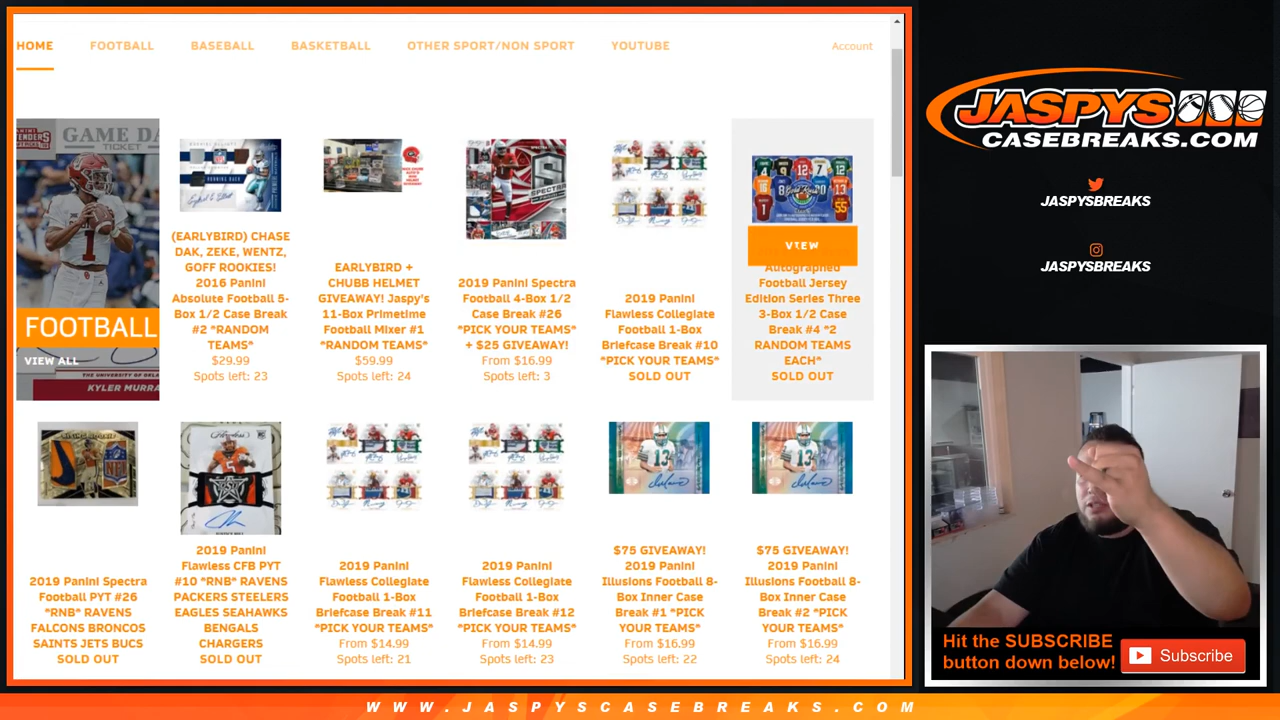 HOME FOOTBALL BASEBALL BASKETBALL OTHER SPORT/NON SPORT YOUTUBE Account
GAME DA
TICKET
FOOTBALL
VIEW ALL
THE UNIVERSITY OF
KYLER MURRA
(EARLYBIRD) CHASE
DAK, ZEKE, WENTZ,
GOFF ROOKIES!
2016 Panini
Absolute Football 5-
Box 1/2 Case Break
#2 *RANDOM
TEAMS*
$29.99
Spots left: 23
EARLYBIRD +
CHUBB HELMET
GIVEAWAY! Jaspy's
11-Box Primetime
Football Mixer #1
*RANDOM TEAMS*
$59.99
Spots left: 24
2019 Panini Spectra
Football 4-Box 1/2
Case Break #26
*PICK YOUR TEAMS*
+ $25 GIVEAWAY!
From $16.99
Spots left: 3
2019 Panini
Flawless Collegiate
Football 1-Box
Briefcase Break #10
*PICK YOUR TEAMS*
SOLD OUT
VIEW
Autographed
Football Jersey
Edition Series Three
3-Box 1/2 Case
Break #4 *2
RANDOM TEAMS
EACH*
SOLD OUT
2019 Panini Spectra
Football PYT #26
*RNB* RAVENS
FALCONS BRONCOS
SAINTS JETS BUCS
SOLD OUT
2019 Panini
Flawless CFB PYT
#10 *RNB* RAVENS
PACKERS STEELERS
EAGLES SEAHAWKS
BENGALS
CHARGERS
SOLD OUT
2019 Panini
Flawless Collegiate
Football 1-Box
Briefcase Break #11
*PICK YOUR TEAMS*
From $14.99
Spots left: 21
2019 Panini
Flawless Collegiate
Football 1-Box
Briefcase Break #12
*PICK YOUR TEAMS*
From $14.99
Spots left: 23
$75 GIVEAWAY!
2019 Panini
Illusions Football 8-
Box Inner Case
Break #1 *PICK
YOUR TEAMS*
From $16.99
Spots left: 22
$75 GIVEAWAY!
2019 Panini
Illusions Football 8-
Box Inner Case
Break #2 *PICK
YOUR TEAMS*
From $16.99
Spots left: 24
JASPYS
CASEBREAKS.COM
JASPYSBREAKS
JASPYSBREAKS
Hit the SUBSCRIBE
button down below!
Subscribe
WWW.JASPYSCASEBREAKS.COM